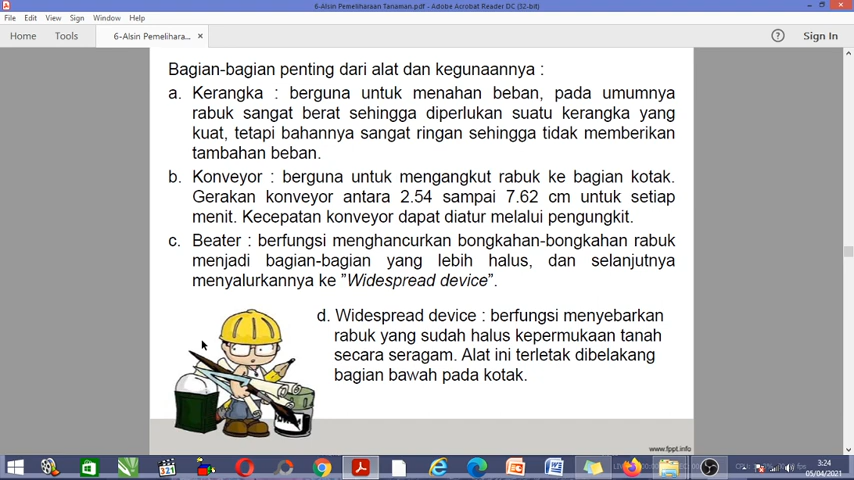 6-Alsin Pemeliharaan Tanaman.pdf - Adobe Acrobat Reader DC (32-bit)
File Edit View Sign Window Help
Home Tools 6-Alsin Pemelihara... × ? Sign In
Bagian-bagian penting dari alat dan kegunaannya :
a. Kerangka : berguna untuk menahan beban, pada umumnya
rabuk sangat berat sehingga diperlukan suatu kerangka yang
kuat, tetapi bahannya sangat ringan sehingga tidak memberikan
tambahan beban.
b. Konveyor : berguna untuk mengangkut rabuk ke bagian kotak.
Gerakan konveyor antara 2.54 sampai 7.62 cm untuk setiap
menit. Kecepatan konveyor dapat diatur melalui pengungkit.
c. Beater : berfungsi menghancurkan bongkahan-bongkahan rabuk
menjadi bagian-bagian yang lebih halus, dan selanjutnya
menyalurkannya ke ”Widespread device”.
d. Widespread device : berfungsi menyebarkan
rabuk yang sudah halus kepermukaan tanah
secara seragam. Alat ini terletak dibelakang
bagian bawah pada kotak.
www.fppt.info
321
3:24
05/04/2021